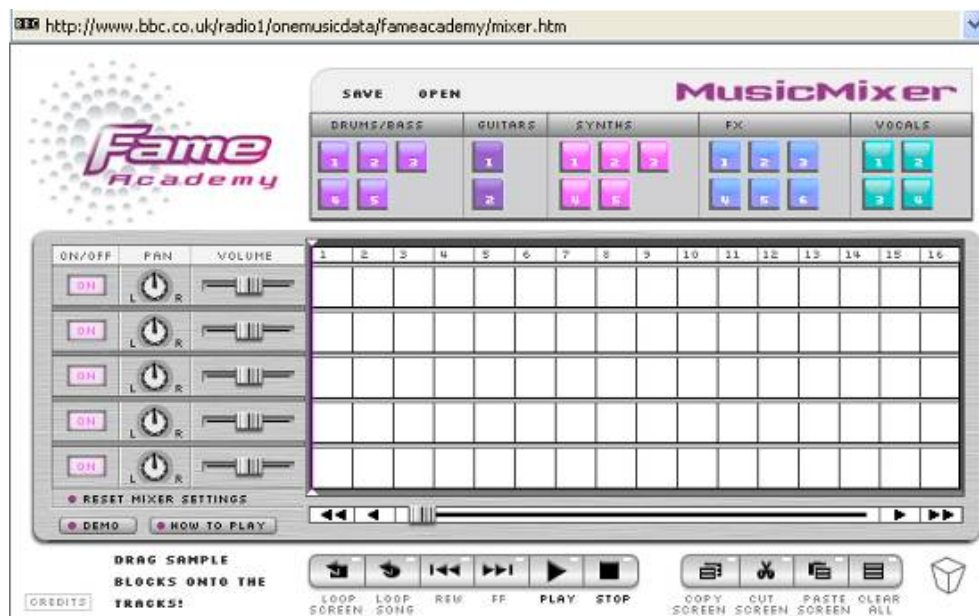 BBC http://www.bbc.co.uk/radio1/onemusicdata/fameacademy/mixer.htm
Fame
Academy
SAVE OPEN
MusicMixer
DRUMS/BASS GUITARS SYNTHS FX VOCALS
1 2 3 1 1 2 3 1 2 3 1 2
4 5 2 4 5 4 5 6 3 4
ON/OFF PAN VOLUME 1 2 3 4 5 6 7 8 9 10 11 12 13 14 15 16
ON L R
ON L R
ON L R
ON L R
ON L R
RESET MIXER SETTINGS
DEMO HOW TO PLAY
DRAG SAMPLE
BLOCKS ONTO THE
TRACKS!
CREDITS
LOOP SCREEN
LOOP SONG
REW
FF
PLAY
STOP
COPY SCREEN
CUT SCREEN
PASTE SCREEN
CLEAR ALL